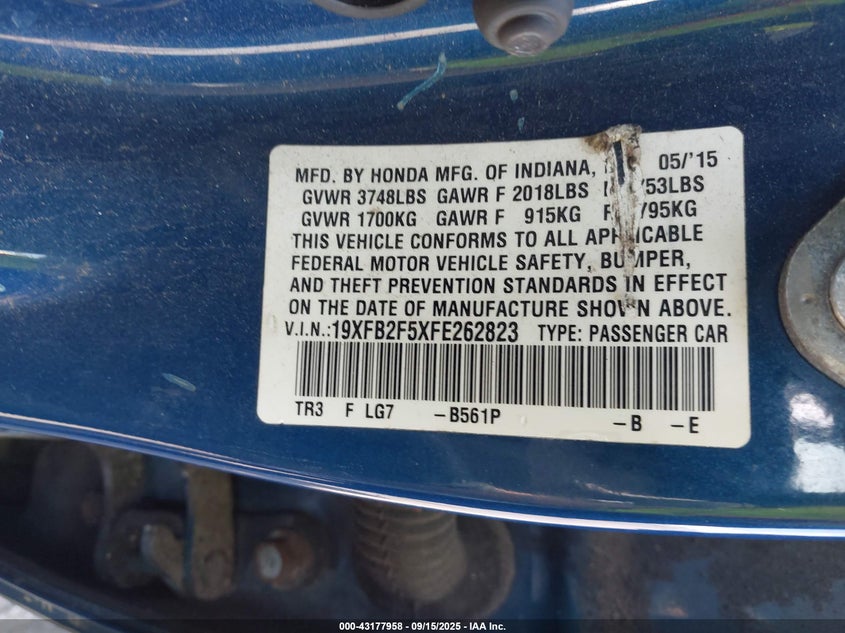 MFD. BY HONDA MFG. OF INDIANA, 05/'15
GVWR 3748LBS GAWR F 2018LBS 753LBS
GVWR 1700KG GAWR F 915KG 795KG
THIS VEHICLE CONFORMS TO ALL APPLICABLE
FEDERAL MOTOR VEHICLE SAFETY, BUMPER,
AND THEFT PREVENTION STANDARDS IN EFFECT
ON THE DATE OF MANUFACTURE SHOWN ABOVE.
V.I.N.:19XFB2F5XFE262823 TYPE: PASSENGER CAR
TR3 F LG7 -B561P -B -E
000-43177958 - 09/15/2025 - IAA Inc.